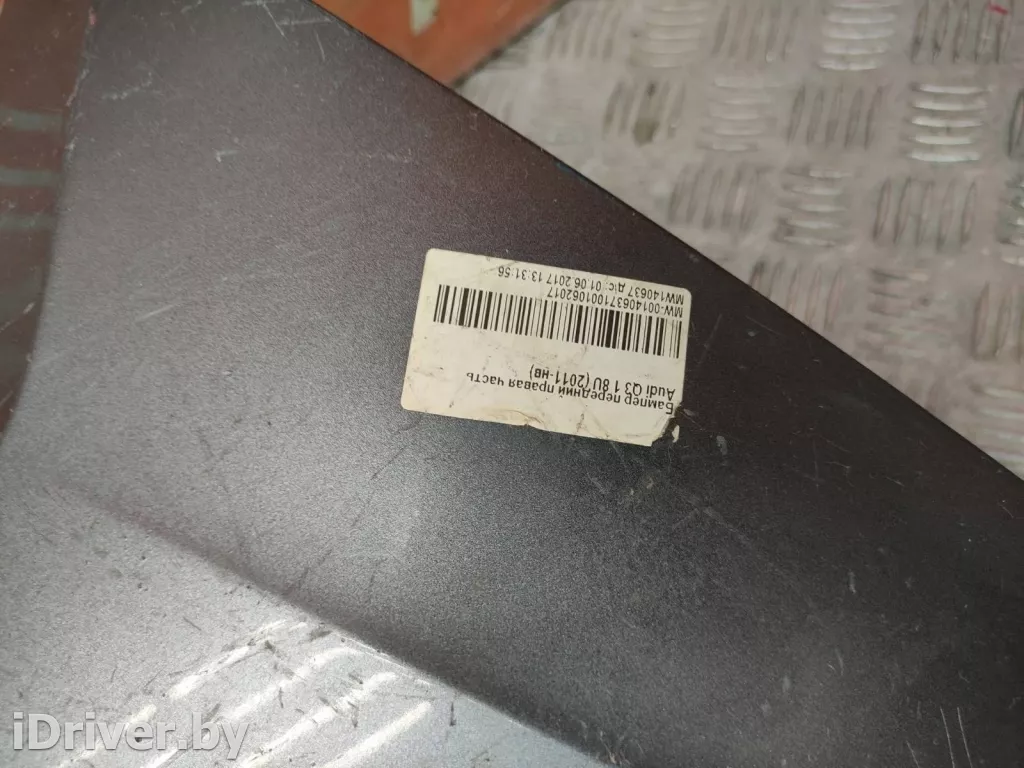 Бампер передний правая часть
Audi Q3 1 8U (2011-нв)
MW-001406371001062017
MW140637 д\с: 01.06.2017 13:31:56
iDriver.by